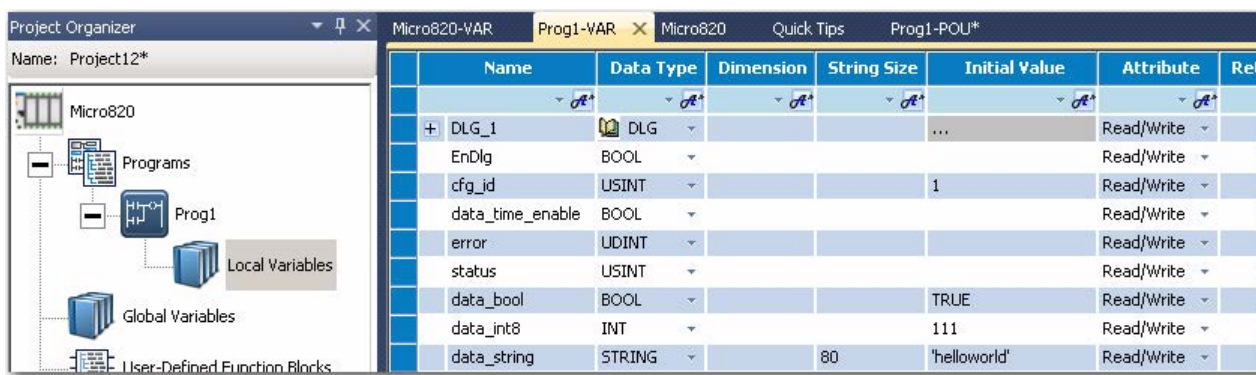 Project Organizer
Name: Project12*
Micro820
Programs
Prog1
Local Variables
Global Variables
User-Defined Function Blocks
Micro820-VAR Prog1-VAR Micro820 Quick Tips Prog1-POU*
Name Data Type Dimension String Size Initial Value Attribute
DLG_1 DLG ... Read/Write
EnDlg BOOL Read/Write
cfg_id USINT 1 Read/Write
data_time_enable BOOL Read/Write
error UDINT Read/Write
status USINT Read/Write
data_bool BOOL TRUE Read/Write
data_int8 INT 111 Read/Write
data_string STRING 80 'helloworld' Read/Write